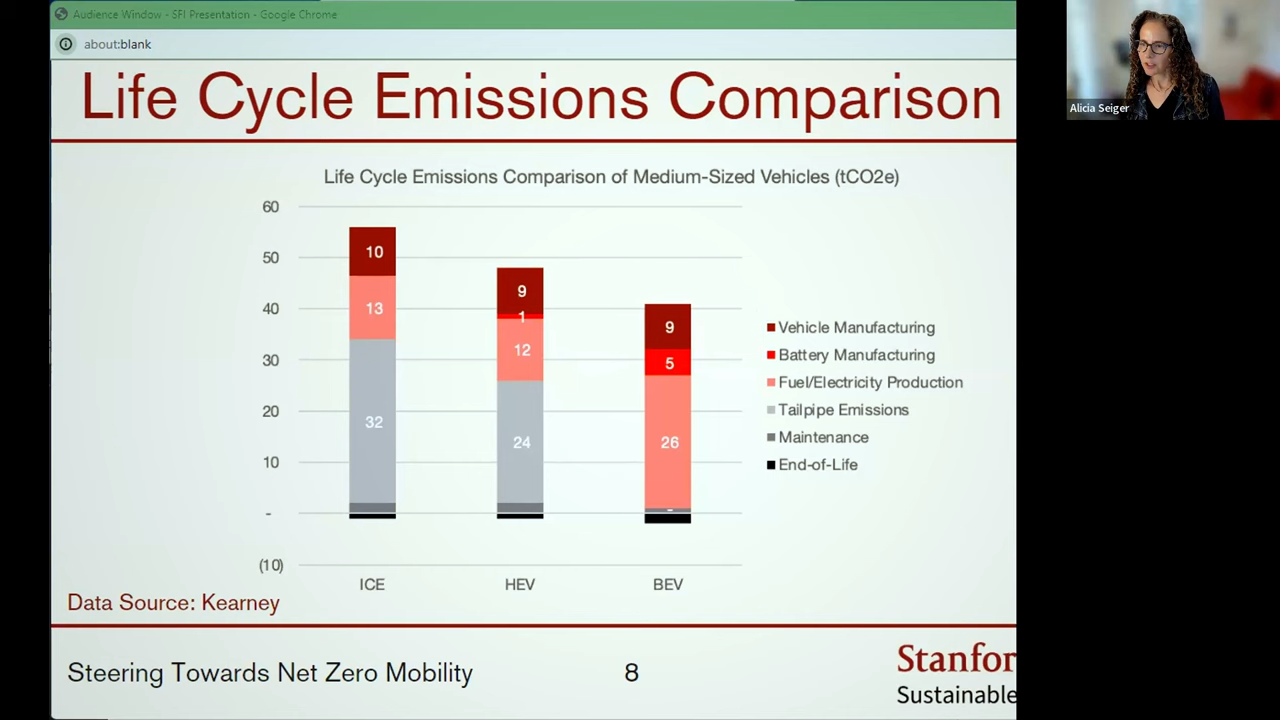 Audience Window - SFI Presentation - Google Chrome
about:blank
Life Cycle Emissions Comparison
Life Cycle Emissions Comparison of Medium-Sized Vehicles (tCO2e)
60
50
40
30
20
10
-
(10)
10
13
32
9
1
12
24
9
5
26
-
ICE
HEV
BEV
Vehicle Manufacturing
Battery Manufacturing
Fuel/Electricity Production
Tailpipe Emissions
Maintenance
End-of-Life
Data Source: Kearney
Steering Towards Net Zero Mobility
8
Stanfor
Sustainable
Alicia Seiger